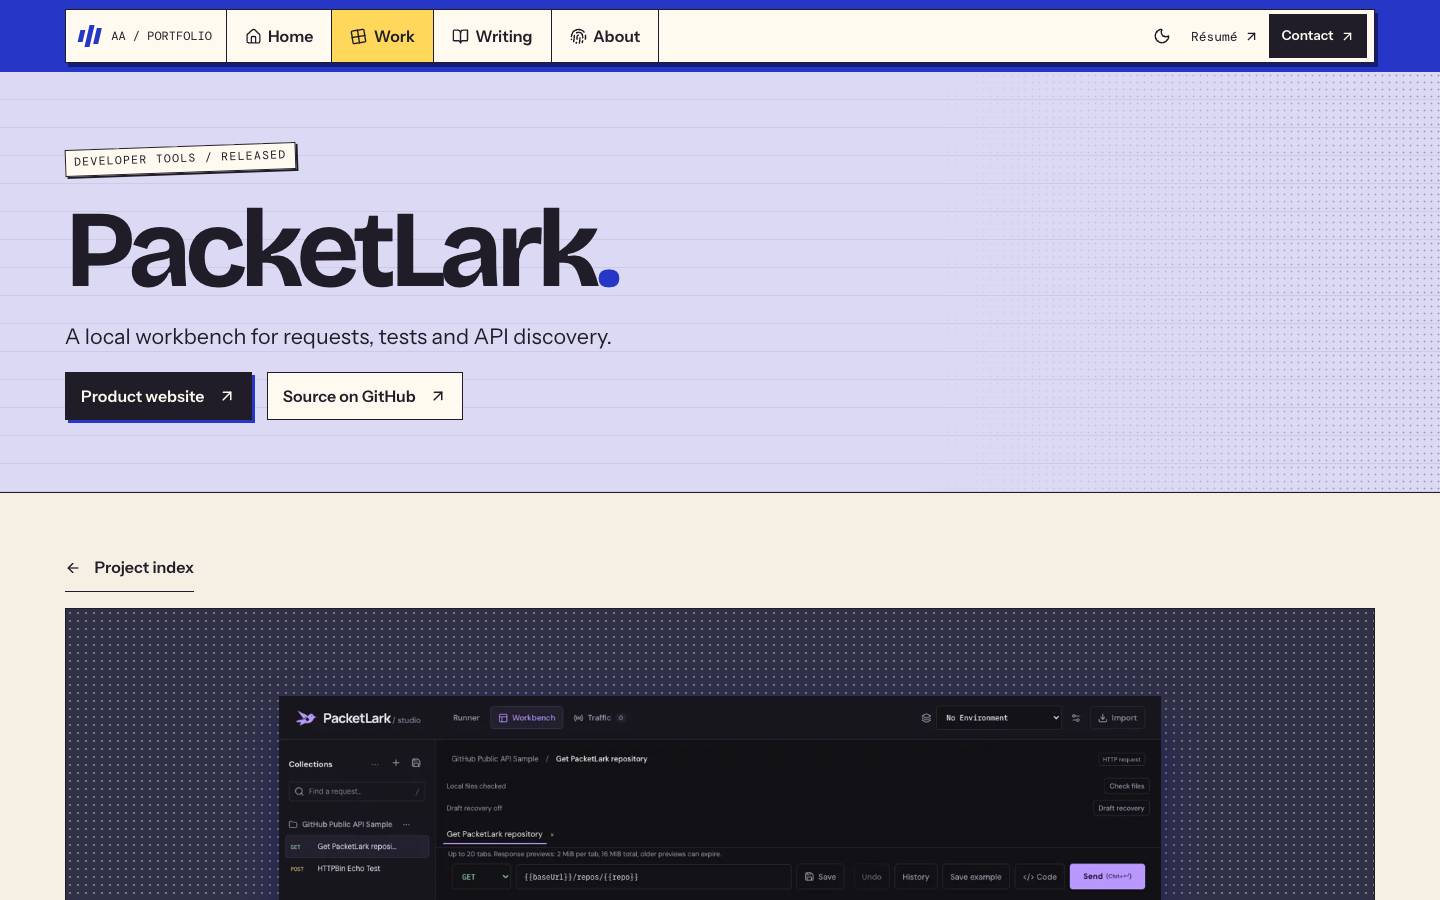 AA / PORTFOLIO
Home
Work
Writing
About
Résumé
Contact
DEVELOPER TOOLS / RELEASED
PacketLark.
A local workbench for requests, tests and API discovery.
Product website
Source on GitHub
Project index
PacketLark / studio
Runner
Workbench
Traffic 0
No Environment
Import
Collections
Find a request... /
GitHub Public API Sample
GET Get PacketLark reposi...
POST HTTPBin Echo Test
GitHub Public API Sample / Get PacketLark repository
HTTP request
Local files checked
Check files
Draft recovery off
Draft recovery
Get PacketLark repository ×
Up to 20 tabs. Response previews: 2 MiB per tab, 16 MiB total, older previews can expire.
GET {{baseUrl}}/repos/{{repo}}
Save
Undo
History
Save example
</> Code
Send (Ctrl+↵)